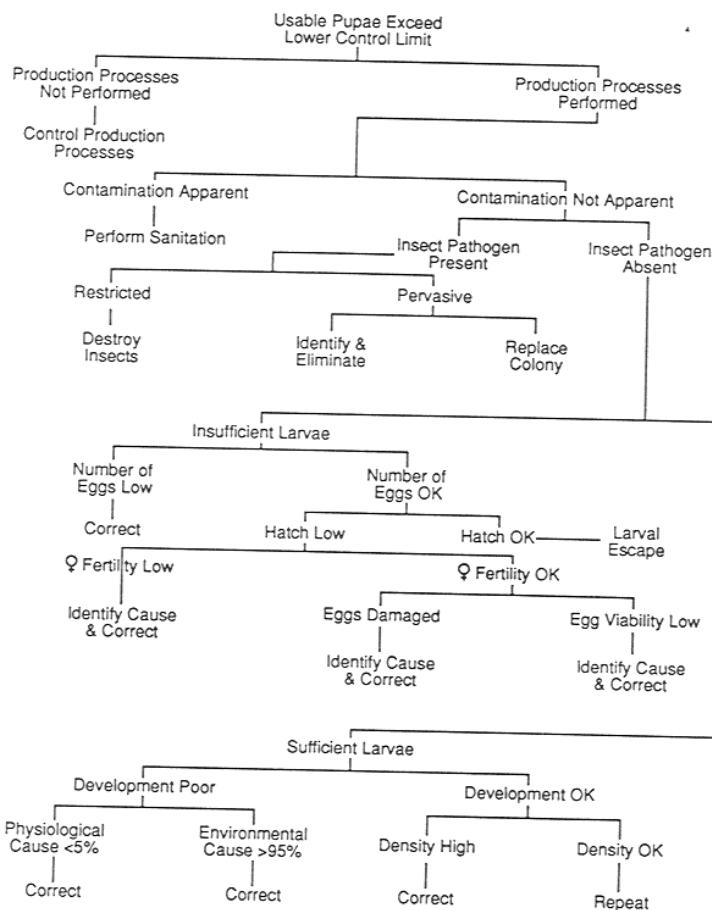 Usable Pupae Exceed
Lower Control Limit
Production Processes
Not Performed
Production Processes
Performed
Control Production
Processes
Contamination Apparent
Contamination Not Apparent
Perform Sanitation
Insect Pathogen
Present
Insect Pathogen
Absent
Restricted
Pervasive
Destroy
Insects
Identify &
Eliminate
Replace
Colony
Insufficient Larvae
Number of
Eggs Low
Number of
Eggs OK
Correct
Hatch Low
Hatch OK
Larval
Escape
♀ Fertility Low
♀ Fertility OK
Identify Cause
& Correct
Eggs Damaged
Egg Viability Low
Identify Cause
& Correct
Identify Cause
& Correct
Sufficient Larvae
Development Poor
Development OK
Physiological
Cause <5%
Environmental
Cause >95%
Density High
Density OK
Correct
Correct
Correct
Repeat